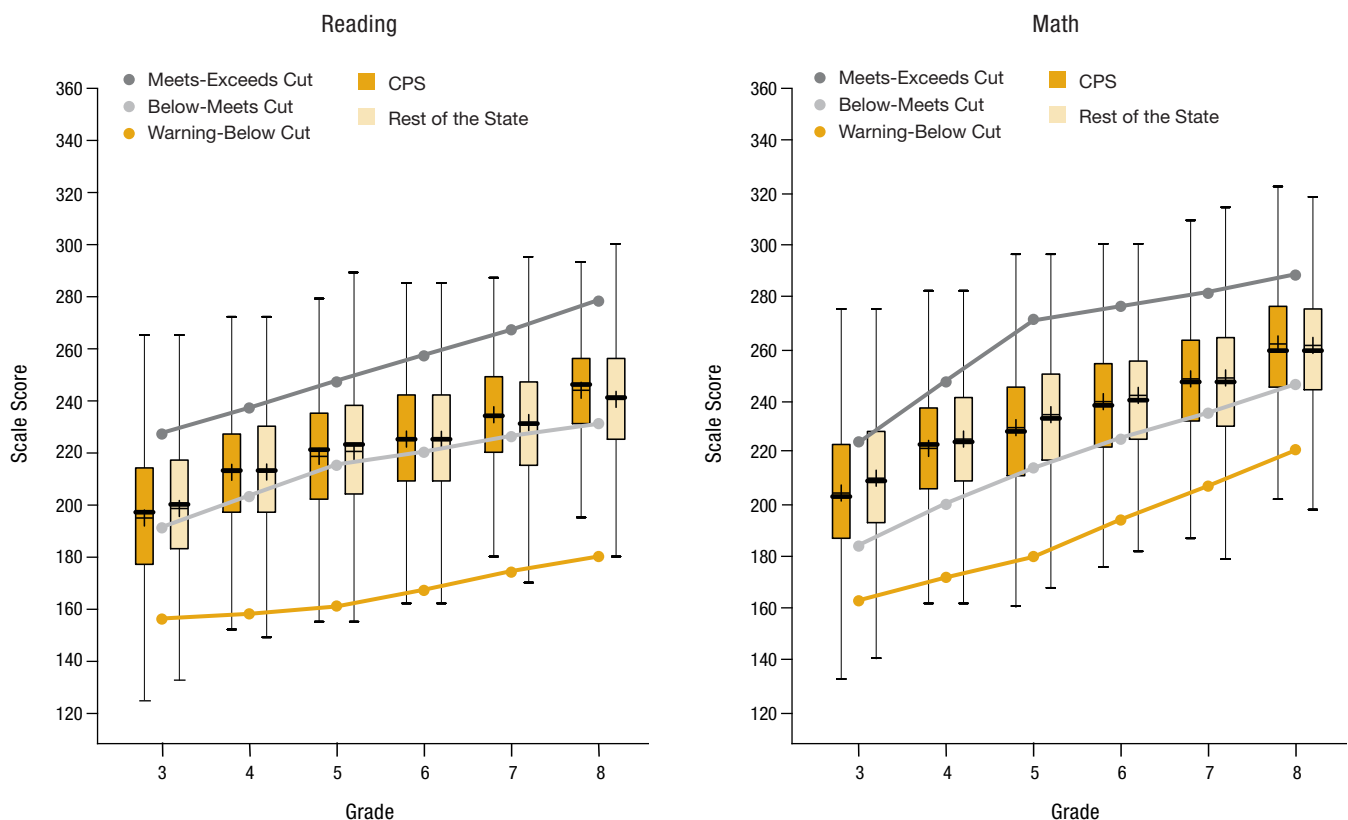 Reading
Meets-Exceeds Cut
Below-Meets Cut
Warning-Below Cut
CPS
Rest of the State
360
340
320
300
280
260
240
220
200
180
160
140
120
Scale Score
3 4 5 6 7 8
Grade
Math
Meets-Exceeds Cut
Below-Meets Cut
Warning-Below Cut
CPS
Rest of the State
360
340
320
300
280
260
240
220
200
180
160
140
120
Scale Score
3 4 5 6 7 8
Grade